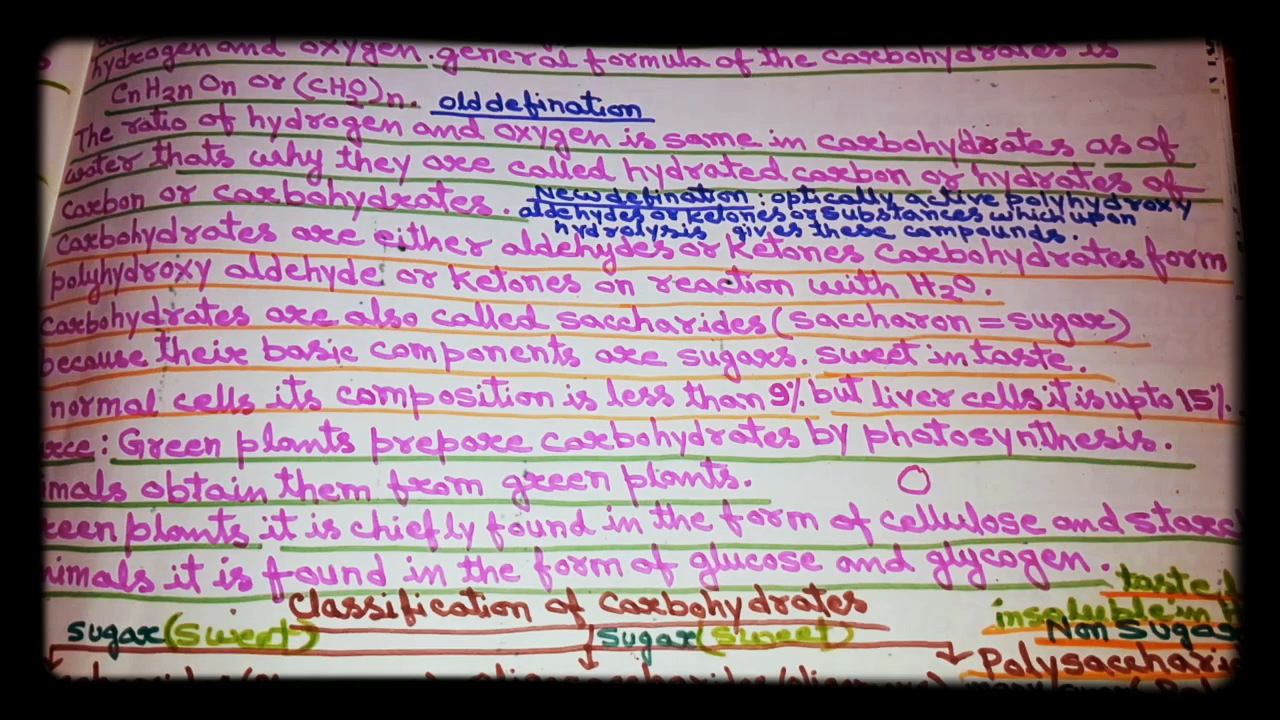 hydrogen and oxygen. general formula of the carbohydrates is
CnH2nOn or (CH2O)n. old defination
The ratio of hydrogen and oxygen is same in carbohydrates as of
water thats why they are called hydrated carbon or hydrates of
carbon or carbohydrates. New defination: optically active polyhydroxy
aldehydes or ketones or substances which upon
hydrolysis gives these compounds.
carbohydrates are either aldehydes or ketones carbohydrates form
polyhydroxy aldehyde or ketones on reaction with H2O.
carbohydrates are also called saccharides (saccharon = sugar)
because their basic components are sugars. sweet in taste.
normal cells its composition is less than 9% but liver cells it is upto 15%.
: Green plants prepare carbohydrates by photosynthesis.
obtain them from green plants.
plants it is chiefly found in the form of cellulose and
it is found in the form of glucose and glycogen.
taste
Classification of Carbohydrates
insoluble in
sugar (sweet) sugar (sweet) Non Sugar